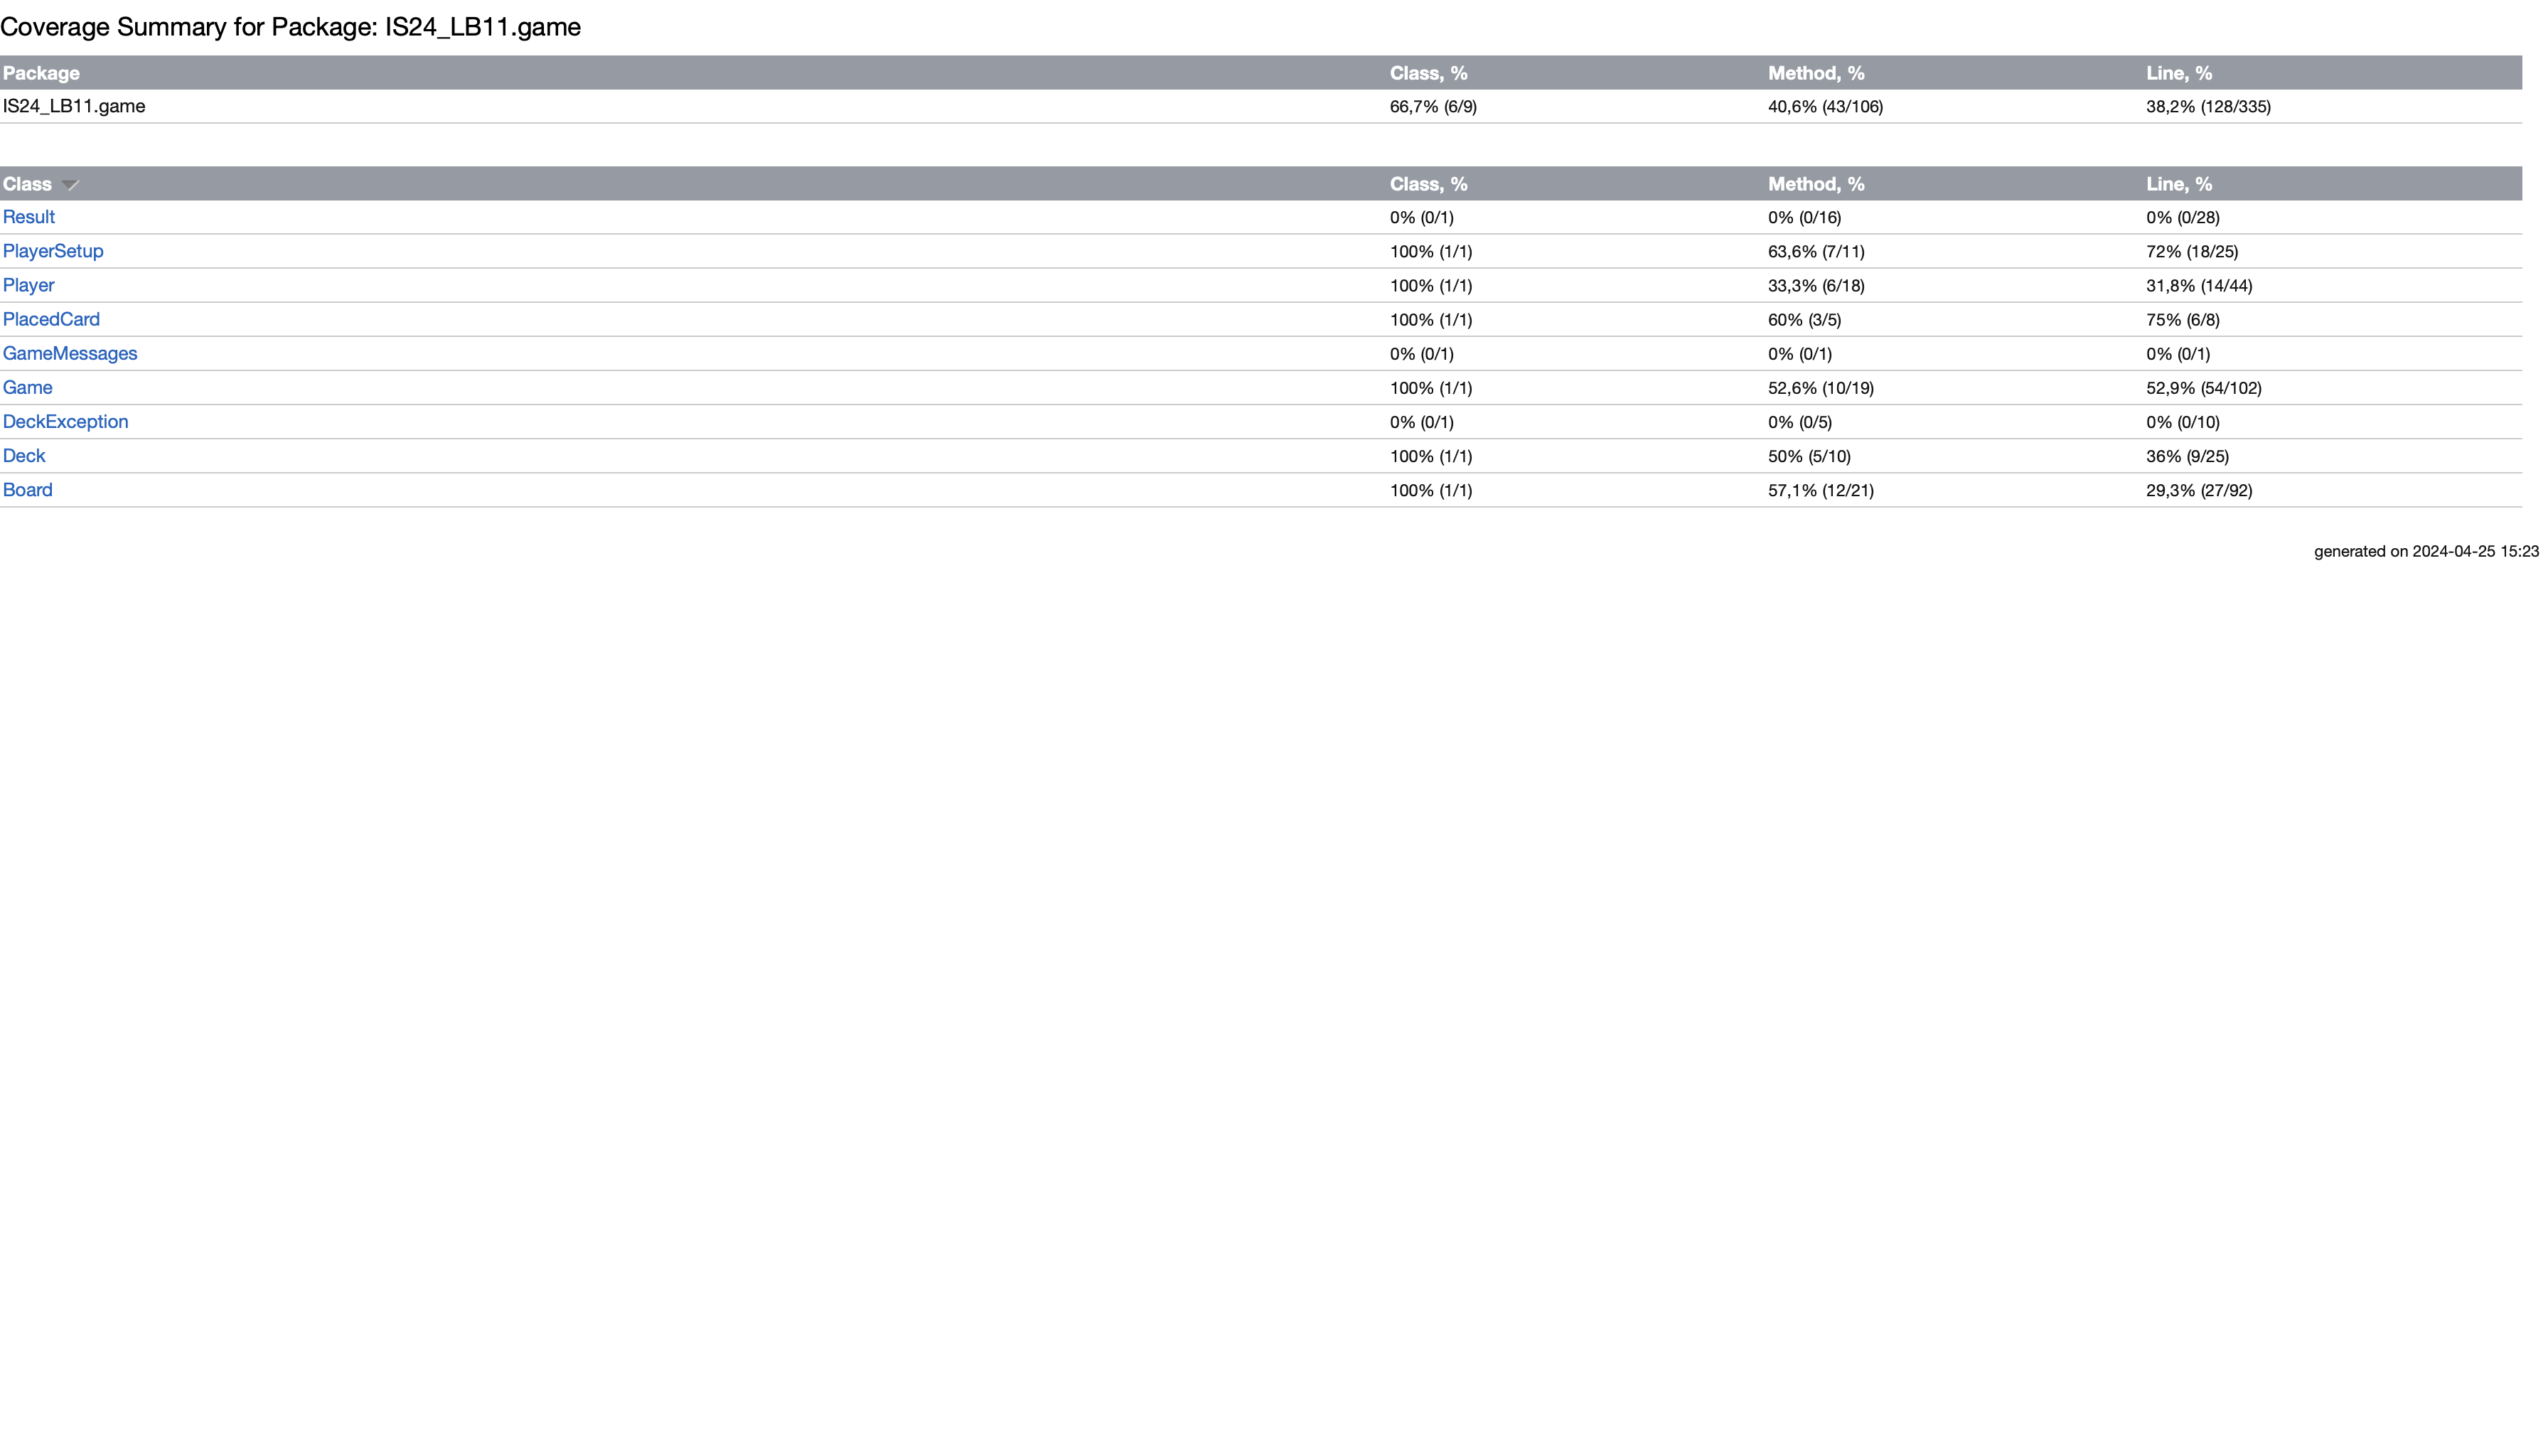 Coverage Summary for Package: IS24_LB11.game
Package Class, % Method, % Line, %
IS24_LB11.game 66,7% (6/9) 40,6% (43/106) 38,2% (128/335)
Class Class, % Method, % Line, %
Result 0% (0/1) 0% (0/16) 0% (0/28)
PlayerSetup 100% (1/1) 63,6% (7/11) 72% (18/25)
Player 100% (1/1) 33,3% (6/18) 31,8% (14/44)
PlacedCard 100% (1/1) 60% (3/5) 75% (6/8)
GameMessages 0% (0/1) 0% (0/1) 0% (0/1)
Game 100% (1/1) 52,6% (10/19) 52,9% (54/102)
DeckException 0% (0/1) 0% (0/5) 0% (0/10)
Deck 100% (1/1) 50% (5/10) 36% (9/25)
Board 100% (1/1) 57,1% (12/21) 29,3% (27/92)
generated on 2024-04-25 15:23